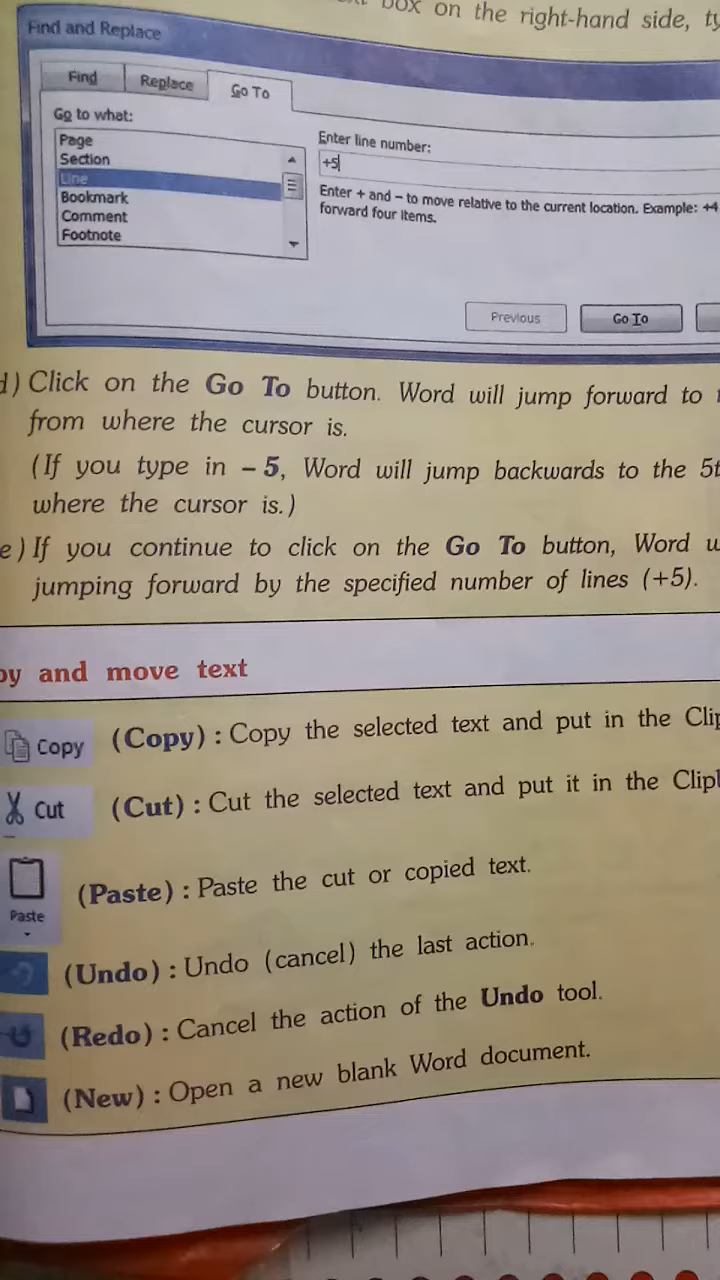 box on the right-hand side,
Find and Replace
Find Replace Go To
Go to what:
Page
Section
Line
Bookmark
Comment
Footnote
Enter line number:
+5
Enter + and – to move relative to the current location. Example: +4
forward four items.
Previous Go To
d) Click on the Go To button. Word will jump forward to
from where the cursor is.
(If you type in – 5, Word will jump backwards to the 5t
where the cursor is.)
e) If you continue to click on the Go To button, Word
jumping forward by the specified number of lines (+5).
py and move text
Copy (Copy) : Copy the selected text and put in the Clip
Cut (Cut) : Cut the selected text and put it in the Clipb
Paste (Paste) : Paste the cut or copied text.
(Undo) : Undo (cancel) the last action.
(Redo) : Cancel the action of the Undo tool.
(New) : Open a new blank Word document.